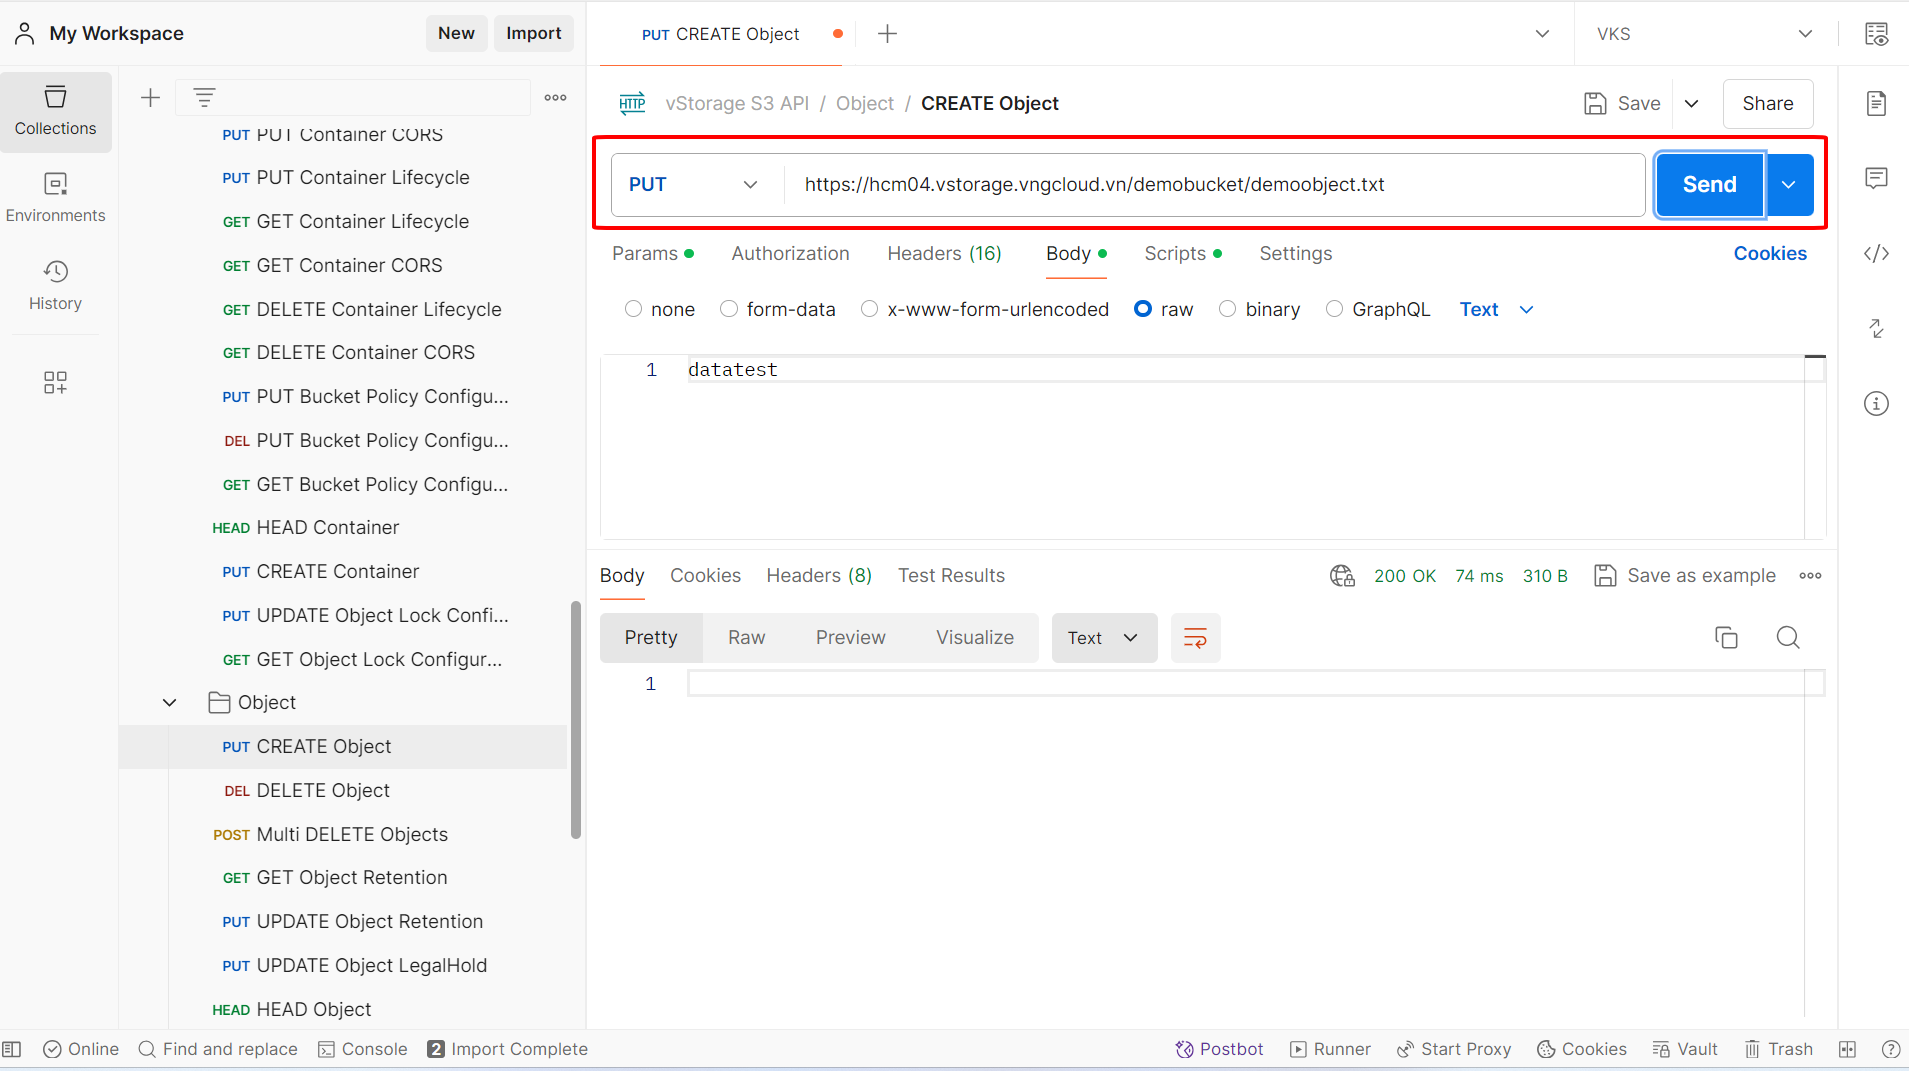 My Workspace
New
Import
PUT CREATE Object
VKS
Collections
Environments
History
PUT PUT Container CORS
PUT PUT Container Lifecycle
GET GET Container Lifecycle
GET GET Container CORS
GET DELETE Container Lifecycle
GET DELETE Container CORS
PUT PUT Bucket Policy Configu...
DEL PUT Bucket Policy Configu...
GET GET Bucket Policy Configu...
HEAD HEAD Container
PUT CREATE Container
PUT UPDATE Object Lock Confi...
GET GET Object Lock Configur...
Object
PUT CREATE Object
DEL DELETE Object
POST Multi DELETE Objects
GET GET Object Retention
PUT UPDATE Object Retention
PUT UPDATE Object LegalHold
HEAD HEAD Object
HTTP vStorage S3 API / Object / CREATE Object
Save
Share
PUT https://hcm04.vstorage.vngcloud.vn/demobucket/demoobject.txt
Send
Params Authorization Headers (16) Body Scripts Settings Cookies
none form-data x-www-form-urlencoded raw binary GraphQL Text
1 datatest
Body Cookies Headers (8) Test Results 200 OK 74 ms 310 B Save as example
Pretty Raw Preview Visualize Text
1
Online Find and replace Console 2 Import Complete Postbot Runner Start Proxy Cookies Vault Trash